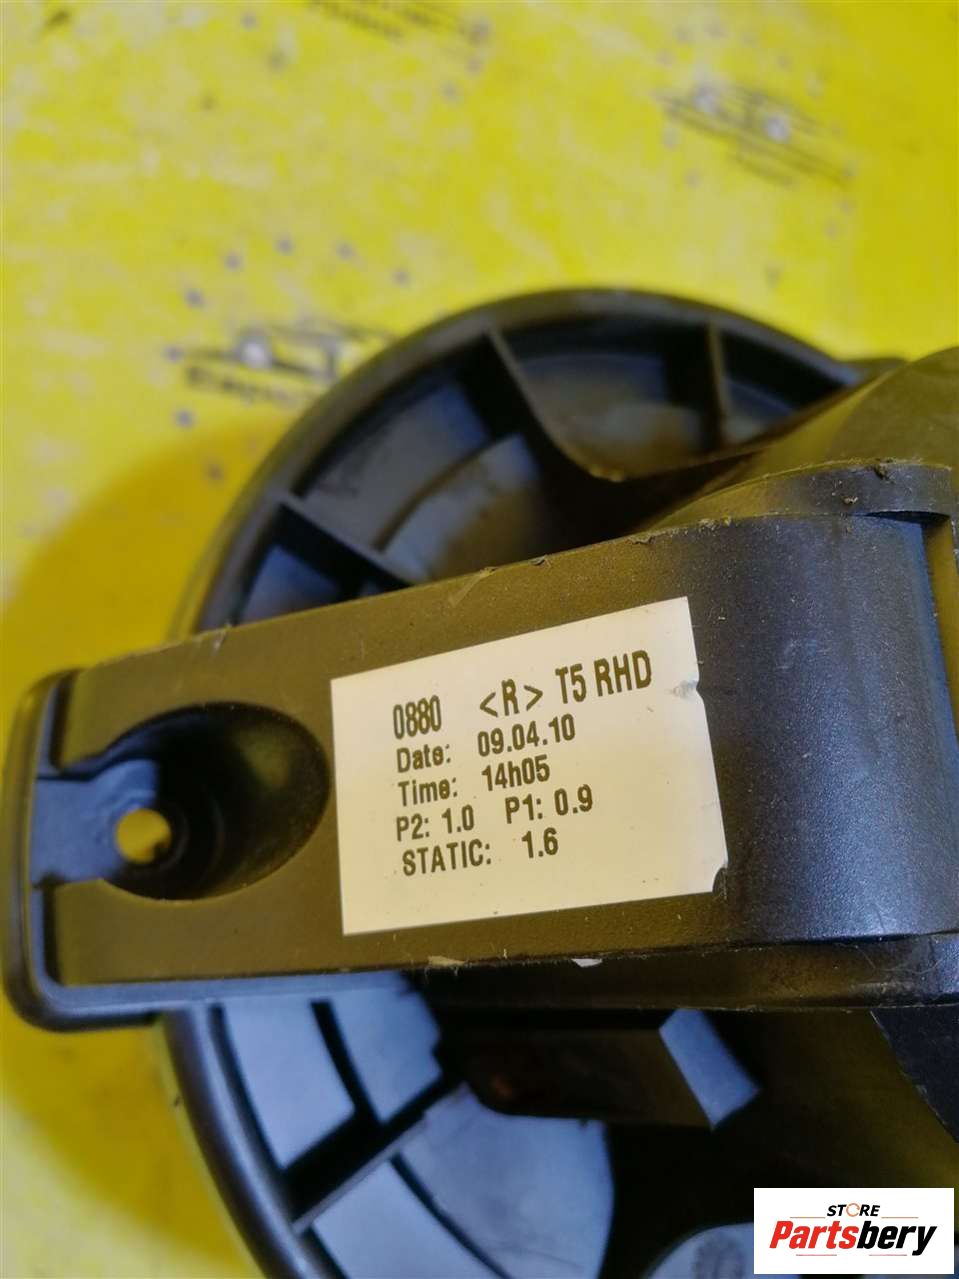 0880 <R> T5 RHD
Date: 09.04.10
Time: 14h05
P2: 1.0 P1: 0.9
STATIC: 1.6
STORE
Partsbery